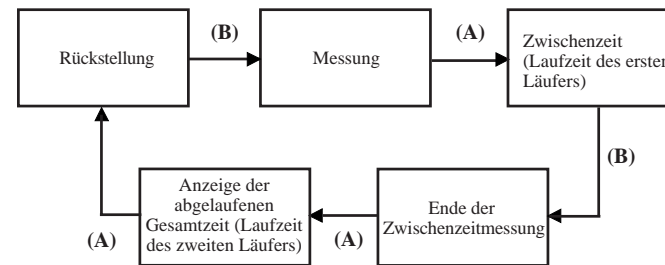 Rückstellung
(B)
Messung
(A)
Zwischenzeit
(Laufzeit des ersten
Läufers)
(B)
Ende der
Zwischenzeitmessung
(A)
Anzeige der
abgelaufenen
Gesamtzeit (Laufzeit
des zweiten Läufers)
(A)